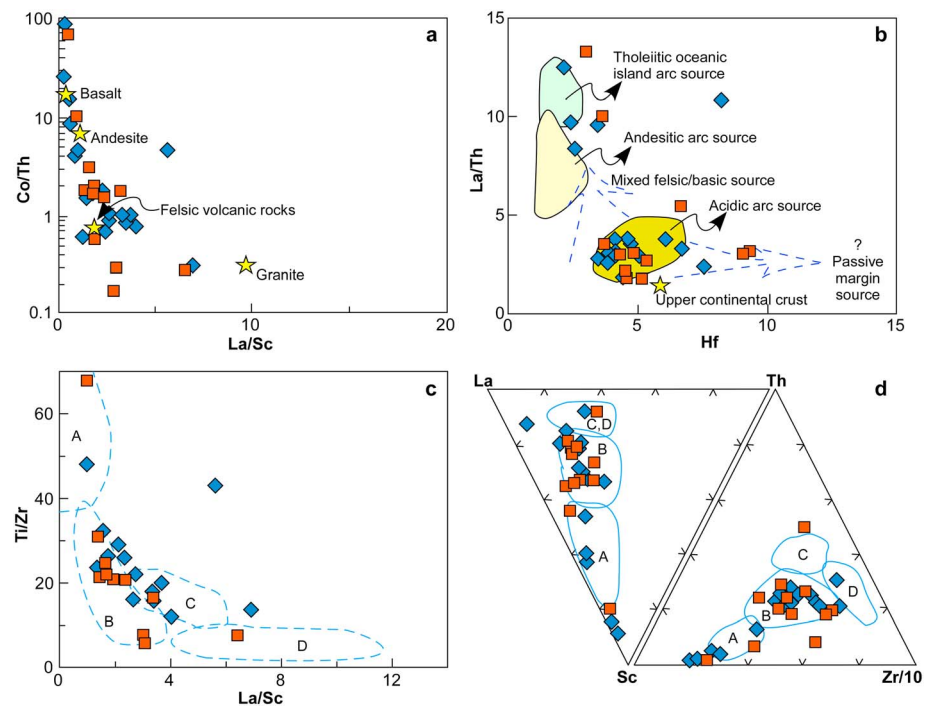 a
100
10
1
0.1
Co/Th
Basalt
Andesite
Felsic volcanic rocks
Granite
0
10
20
La/Sc
b
15
10
5
0
La/Th
Tholeiitic oceanic
island arc source
Andesitic arc source
Mixed felsic/basic source
Acidic arc source
?
Passive
margin
source
Upper continental crust
0
5
10
15
Hf
c
60
40
20
0
Ti/Zr
A
B
C
D
0
4
8
12
La/Sc
d
La
Th
C,D
B
A
C
D
B
A
Sc
Zr/10